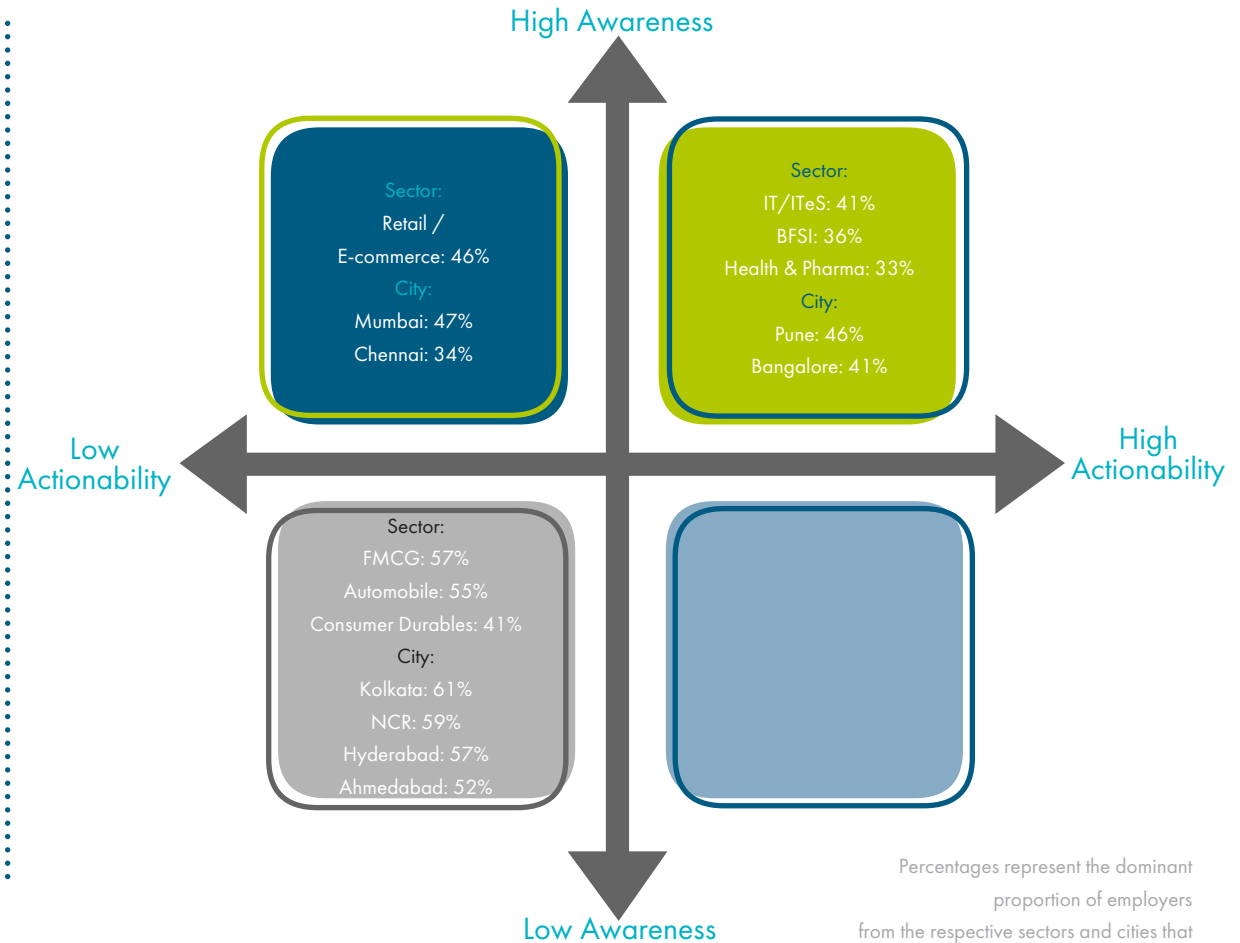 High Awareness
Sector:
Retail /
E-commerce: 46%
City:
Mumbai: 47%
Chennai: 34%
Sector:
IT/ITeS: 41%
BFSI: 36%
Health & Pharma: 33%
City:
Pune: 46%
Bangalore: 41%
Low
Actionability
High
Actionability
Sector:
FMCG: 57%
Automobile: 55%
Consumer Durables: 41%
City:
Kolkata: 61%
NCR: 59%
Hyderabad: 57%
Ahmedabad: 52%
Low Awareness
Percentages represent the dominant
proportion of employers
from the respective sectors and cities that